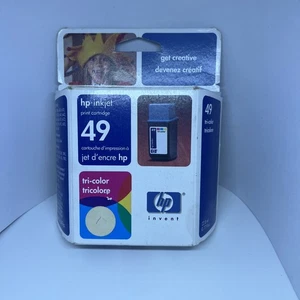 get creative
devenez créatif
hp·inkjet
print cartridge
49
cartouche d'impression à
jet d'encre hp
tri-color
tricolore
hp
invent
49